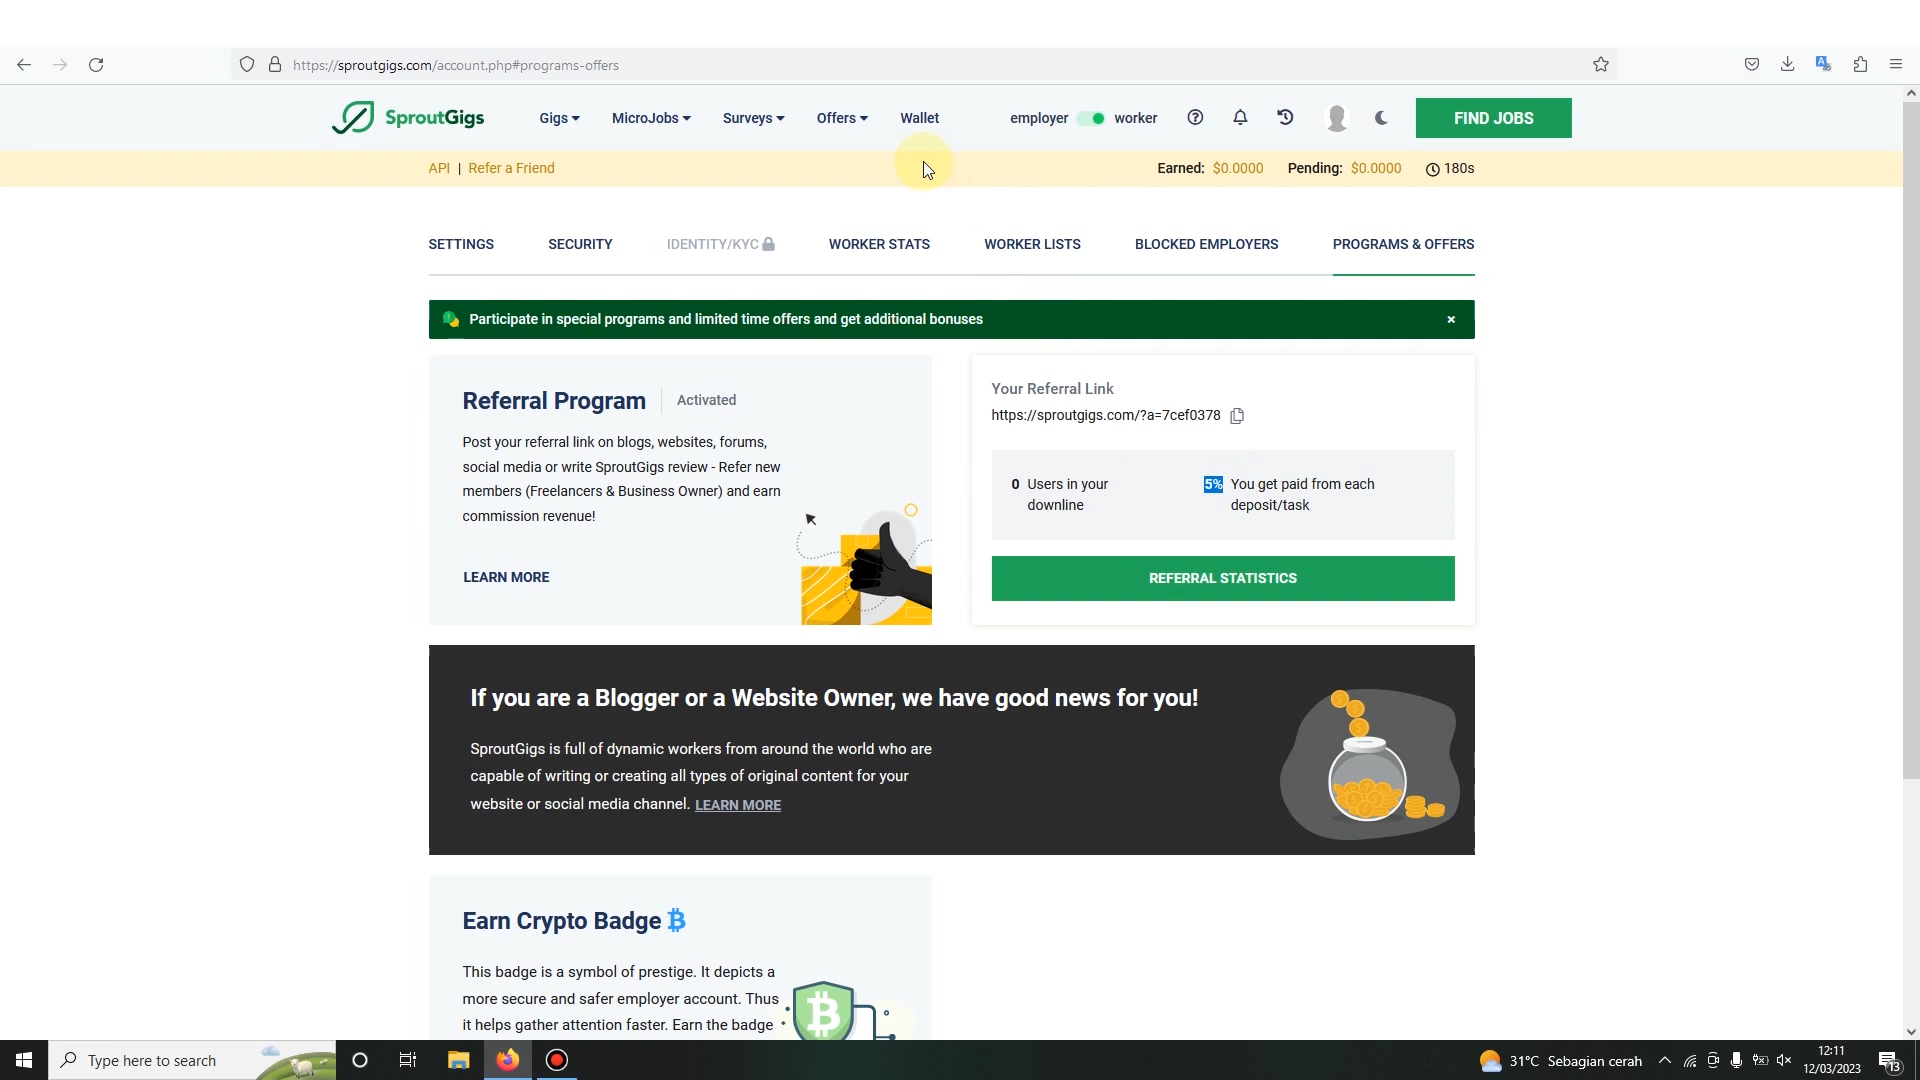 https://sproutgigs.com/account.php#programs-offers
SproutGigs Gigs MicroJobs Surveys Offers Wallet employer worker FIND JOBS
API | Refer a Friend Earned: $0.0000 Pending: $0.0000 180s
SETTINGS SECURITY IDENTITY/KYC WORKER STATS WORKER LISTS BLOCKED EMPLOYERS PROGRAMS & OFFERS
Participate in special programs and limited time offers and get additional bonuses ×
Referral Program Activated
Post your referral link on blogs, websites, forums,
social media or write SproutGigs review - Refer new
members (Freelancers & Business Owner) and earn
commission revenue!
LEARN MORE
Your Referral Link
https://sproutgigs.com/?a=7cef0378
0 Users in your
downline
5% You get paid from each
deposit/task
REFERRAL STATISTICS
If you are a Blogger or a Website Owner, we have good news for you!
SproutGigs is full of dynamic workers from around the world who are
capable of writing or creating all types of original content for your
website or social media channel. LEARN MORE
Earn Crypto Badge
This badge is a symbol of prestige. It depicts a
more secure and safer employer account. Thus
it helps gather attention faster. Earn the badge
Type here to search
31°C Sebagian cerah
12:11
12/03/2023
13